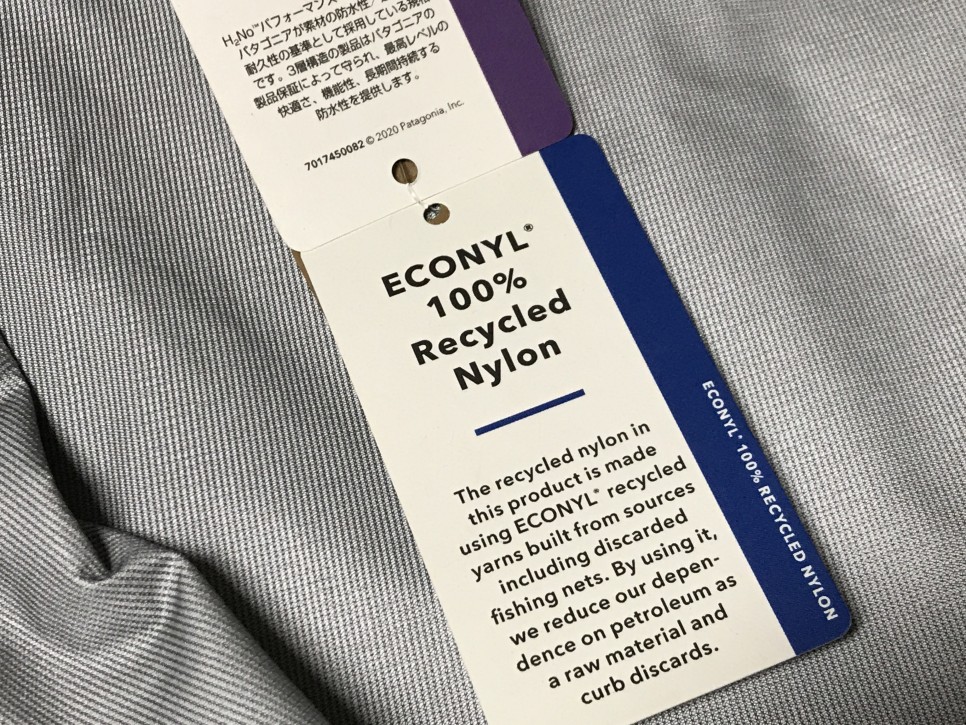 H₂No™パフォーマンス
パタゴニアが素材の防水性/
耐久性の基準として採用している規格
です。3層構造の製品はパタゴニアの
製品保証によって守られ、最高レベルの
快適さ、機能性、長期間持続する
防水性を提供します。
7017450082 © 2020 Patagonia, Inc.
ECONYL®
100%
Recycled
Nylon
The recycled nylon in
this product is made
using ECONYL® recycled
yarns built from sources
including discarded
fishing nets. By using it,
we reduce our depen-
dence on petroleum as
a raw material and
curb discards.
ECONYL® 100% RECYCLED NYLON